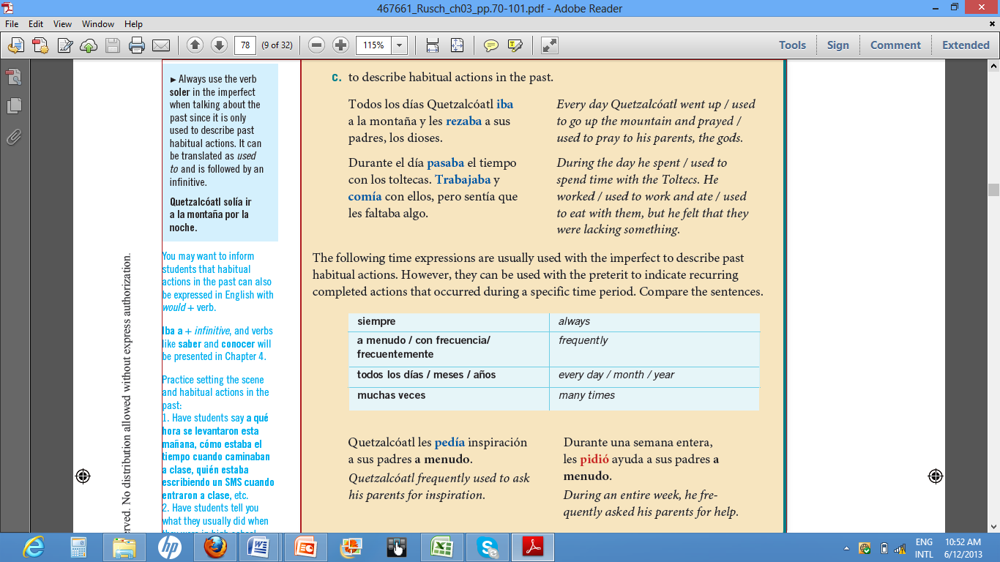 467661_Rusch_ch03_pp.70-101.pdf - Adobe Reader
File Edit View Window Help
78 (9 of 32) 115% Tools Sign Comment Extended
► Always use the verb
soler in the imperfect
when talking about the
past since it is only
used to describe past
habitual actions. It can
be translated as used
to and is followed by an
infinitive.
Quetzalcóatl solía ir
a la montaña por la
noche.
You may want to inform
students that habitual
actions in the past can also
be expressed in English with
would + verb.
Iba a + infinitive, and verbs
like saber and conocer will
be presented in Chapter 4.
Practice setting the scene
and habitual actions in the
past:
1. Have students say a qué
hora se levantaron esta
mañana, cómo estaba el
tiempo cuando caminaban
a clase, quién estaba
escribiendo un SMS cuando
entraron a clase, etc.
2. Have students tell you
what they usually did when
they were in high school
erved. No distribution allowed without express authorization.
c. to describe habitual actions in the past.
Todos los días Quetzalcóatl iba
a la montaña y les rezaba a sus
padres, los dioses.
Every day Quetzalcóatl went up / used
to go up the mountain and prayed /
used to pray to his parents, the gods.
Durante el día pasaba el tiempo
con los toltecas. Trabajaba y
comía con ellos, pero sentía que
les faltaba algo.
During the day he spent / used to
spend time with the Toltecs. He
worked / used to work and ate / used
to eat with them, but he felt that they
were lacking something.
The following time expressions are usually used with the imperfect to describe past
habitual actions. However, they can be used with the preterit to indicate recurring
completed actions that occurred during a specific time period. Compare the sentences.
siempre always
a menudo / con frecuencia/ frequently
frecuentemente
todos los días / meses / años every day / month / year
muchas veces many times
Quetzalcóatl les pedía inspiración
a sus padres a menudo.
Quetzalcóatl frequently used to ask
his parents for inspiration.
Durante una semana entera,
les pidió ayuda a sus padres a
menudo.
During an entire week, he fre-
quently asked his parents for help.
ENG 10:52 AM
INTL 6/12/2013